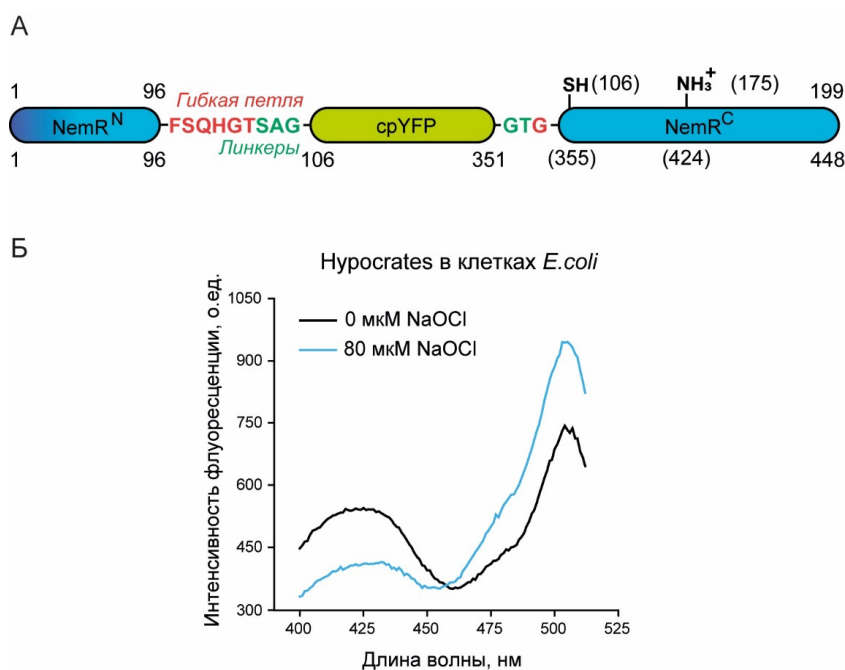 А
SH (106) NH₃⁺ (175)
1 96 199
Гибкая петля
NemRᴺ FSQHGTSAG cpYFP GTG NemRᶜ
Линкеры
1 96 106 351 (355) (424) 448
Б
Hypocrates в клетках E.coli
Интенсивность флуоресценции, о.ед.
1050
900
750
600
450
300
0 мкМ NaOCl
80 мкМ NaOCl
400 425 450 475 500 525
Длина волны, нм